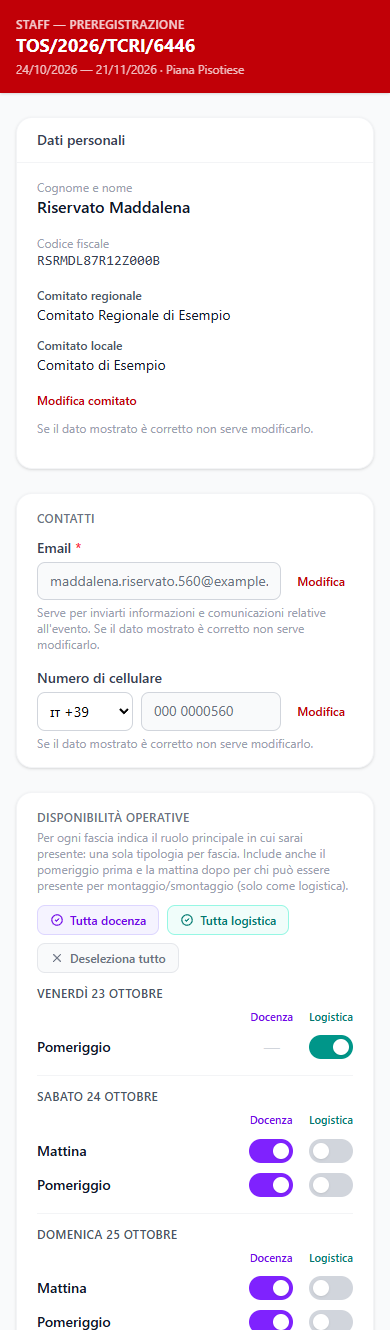 STAFF — PREREGISTRAZIONE
TOS/2026/TCRI/6446
24/10/2026 — 21/11/2026 · Piana Pisotiese
Dati personali
Cognome e nome
Riservato Maddalena
Codice fiscale
RSRMDL87R12Z000B
Comitato regionale
Comitato Regionale di Esempio
Comitato locale
Comitato di Esempio
Modifica comitato
Se il dato mostrato è corretto non serve modificarlo.
CONTATTI
Email *
maddalena.riservato.560@example.
Modifica
Serve per inviarti informazioni e comunicazioni relative
all'evento. Se il dato mostrato è corretto non serve
modificarlo.
Numero di cellulare
IT +39
000 0000560
Modifica
Se il dato mostrato è corretto non serve modificarlo.
DISPONIBILITÀ OPERATIVE
Per ogni fascia indica il ruolo principale in cui sarai
presente: una sola tipologia per fascia. Include anche il
pomeriggio prima e la mattina dopo per chi può essere
presente per montaggio/smontaggio (solo come logistica).
Tutta docenza
Tutta logistica
Deseleziona tutto
VENERDÌ 23 OTTOBRE
Docenza Logistica
Pomeriggio —
SABATO 24 OTTOBRE
Docenza Logistica
Mattina
Pomeriggio
DOMENICA 25 OTTOBRE
Docenza Logistica
Mattina
Pomeriggio